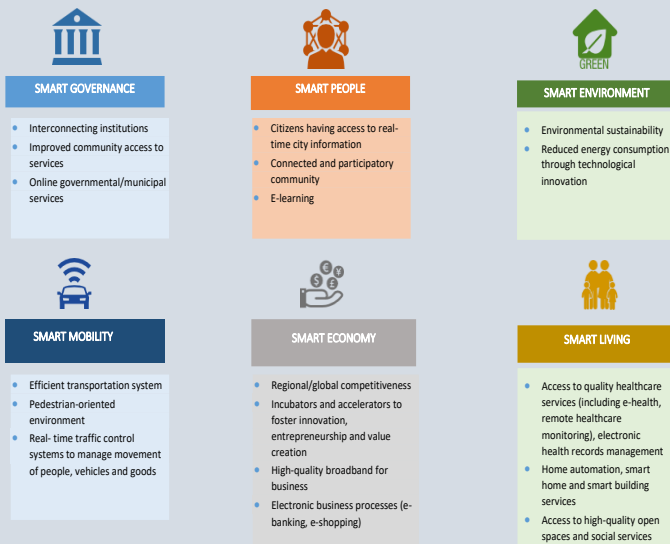 GREEN
SMART GOVERNANCE
Interconnecting institutions
Improved community access to
services
Online governmental/municipal
services
SMART PEOPLE
Citizens having access to real-
time city information
Connected and participatory
community
E-learning
SMART ENVIRONMENT
Environmental sustainability
Reduced energy consumption
through technological
innovation
SMART MOBILITY
Efficient transportation system
Pedestrian-oriented
environment
Real- time traffic control
systems to manage movement
of people, vehicles and goods
€ ¥
$ £
SMART ECONOMY
Regional/global competitiveness
Incubators and accelerators to
foster innovation,
entrepreneurship and value
creation
High-quality broadband for
business
Electronic business processes (e-
banking, e-shopping)
SMART LIVING
Access to quality healthcare
services (including e-health,
remote healthcare
monitoring), electronic
health records management
Home automation, smart
home and smart building
services
Access to high-quality open
spaces and social services